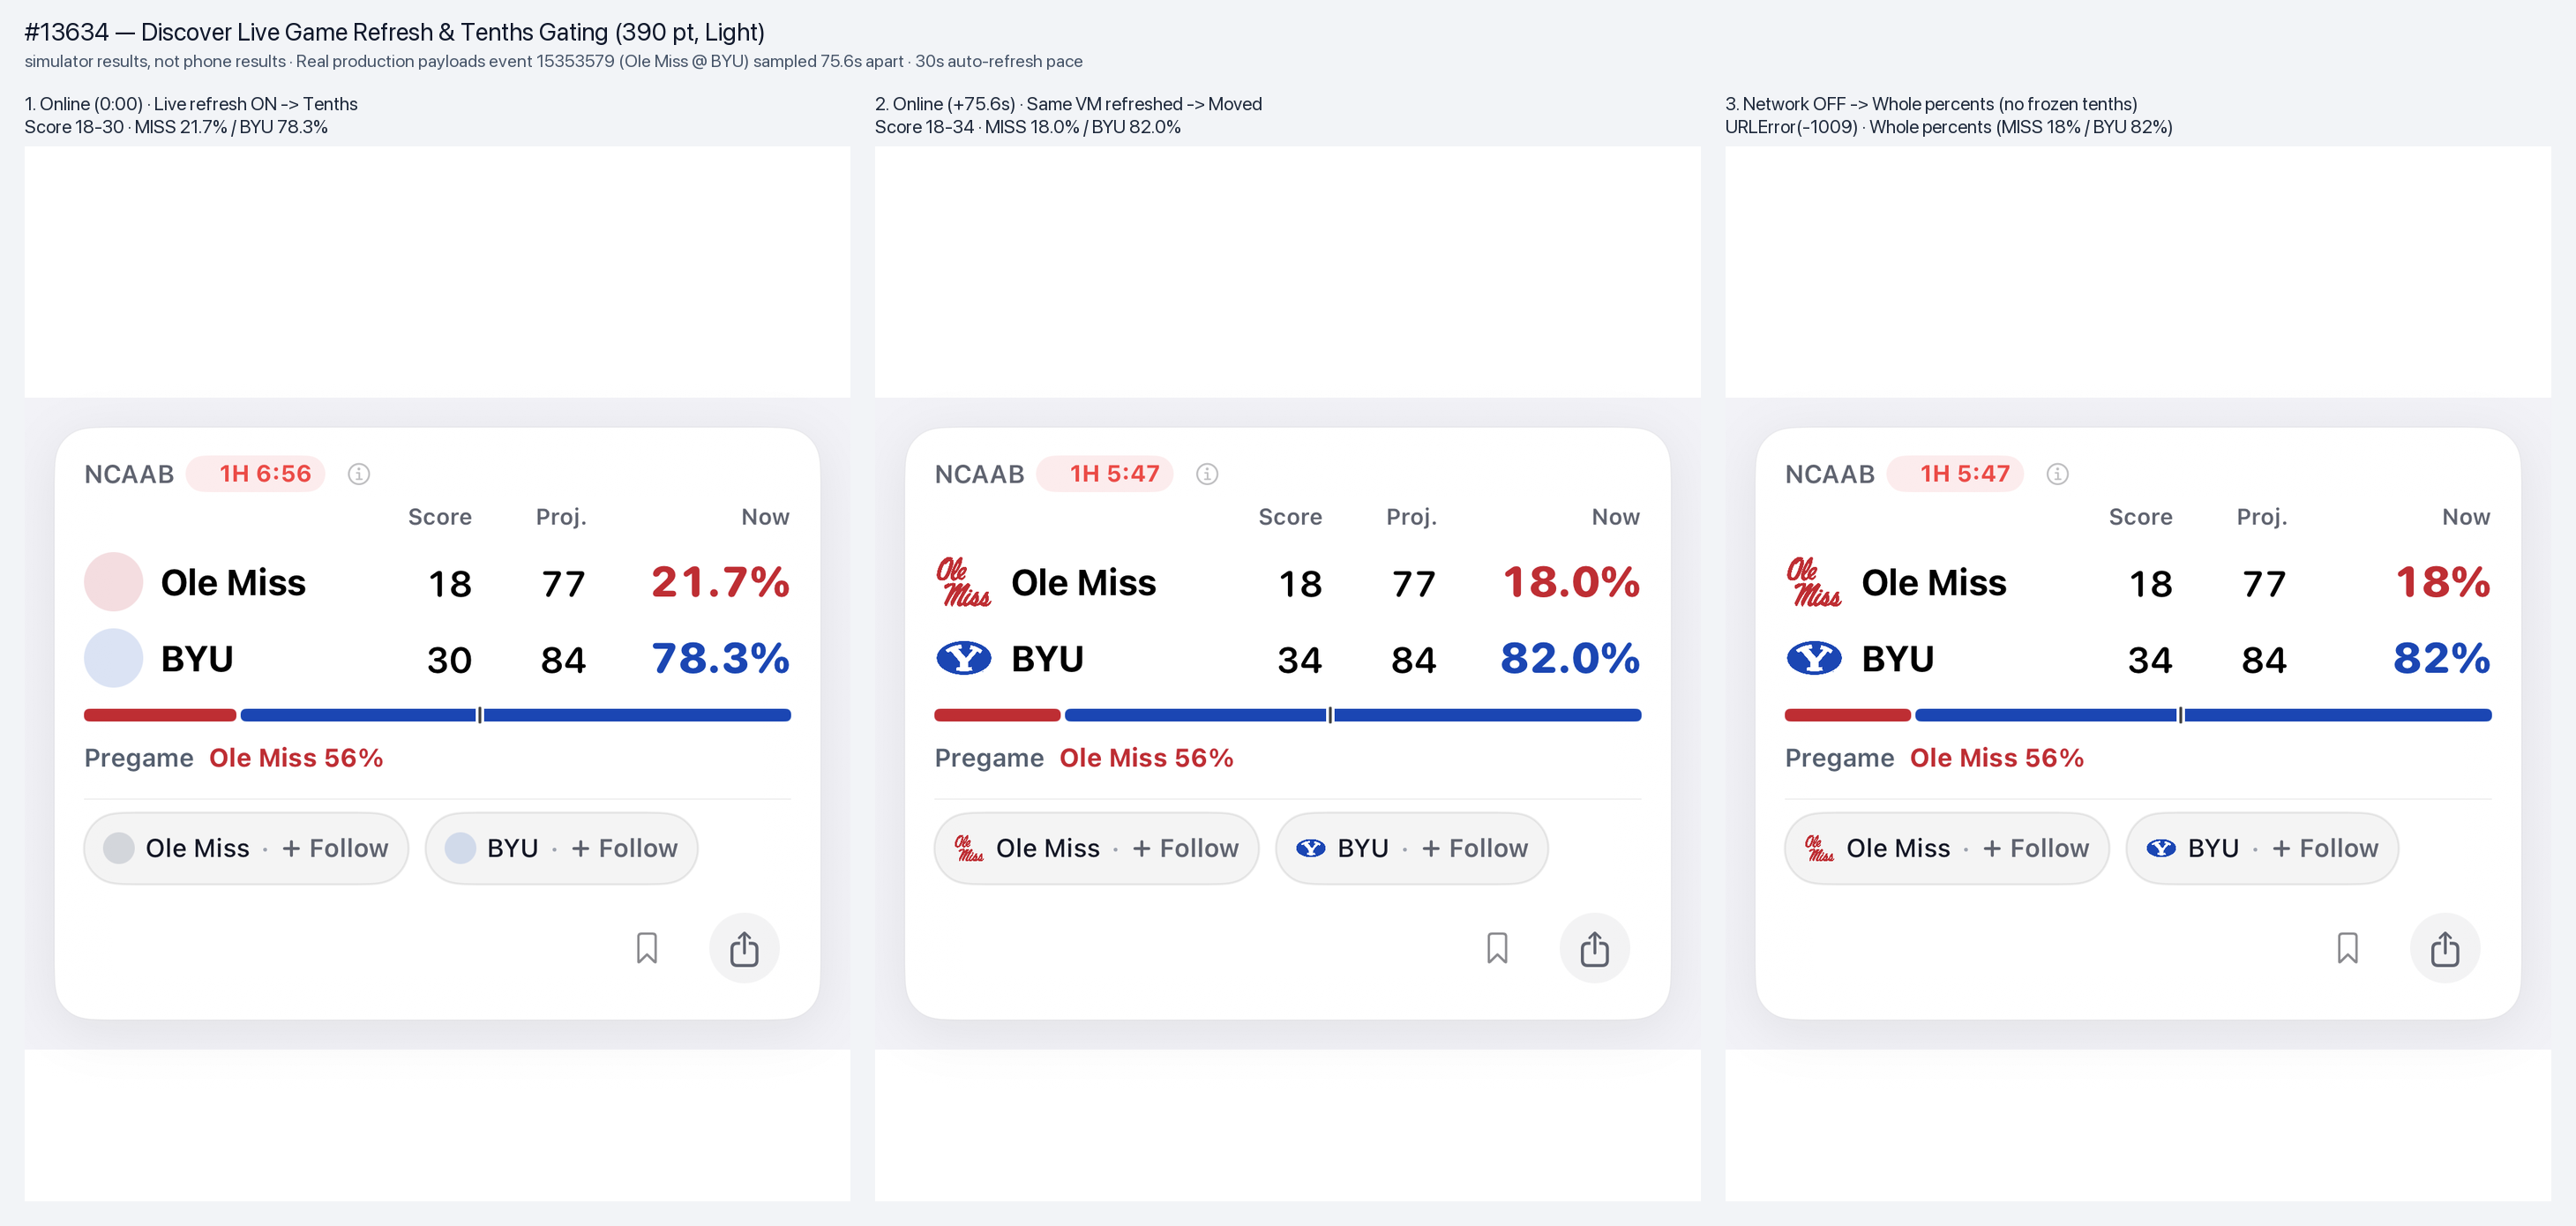 #13634 — Discover Live Game Refresh & Tenths Gating (390 pt, Light)
simulator results, not phone results · Real production payloads event 15353579 (Ole Miss @ BYU) sampled 75.6s apart · 30s auto-refresh pace
1. Online (0:00) · Live refresh ON -> Tenths
Score 18-30 · MISS 21.7% / BYU 78.3%
NCAAB 1H 6:56
Score Proj. Now
Ole Miss 18 77 21.7%
BYU 30 84 78.3%
Pregame Ole Miss 56%
Ole Miss · + Follow BYU · + Follow
2. Online (+75.6s) · Same VM refreshed -> Moved
Score 18-34 · MISS 18.0% / BYU 82.0%
NCAAB 1H 5:47
Score Proj. Now
Ole Miss Ole Miss 18 77 18.0%
Y BYU 34 84 82.0%
Pregame Ole Miss 56%
Ole Miss Ole Miss · + Follow Y BYU · + Follow
3. Network OFF -> Whole percents (no frozen tenths)
URLError(-1009) · Whole percents (MISS 18% / BYU 82%)
NCAAB 1H 5:47
Score Proj. Now
Ole Miss Ole Miss 18 77 18%
Y BYU 34 84 82%
Pregame Ole Miss 56%
Ole Miss Ole Miss · + Follow Y BYU · + Follow